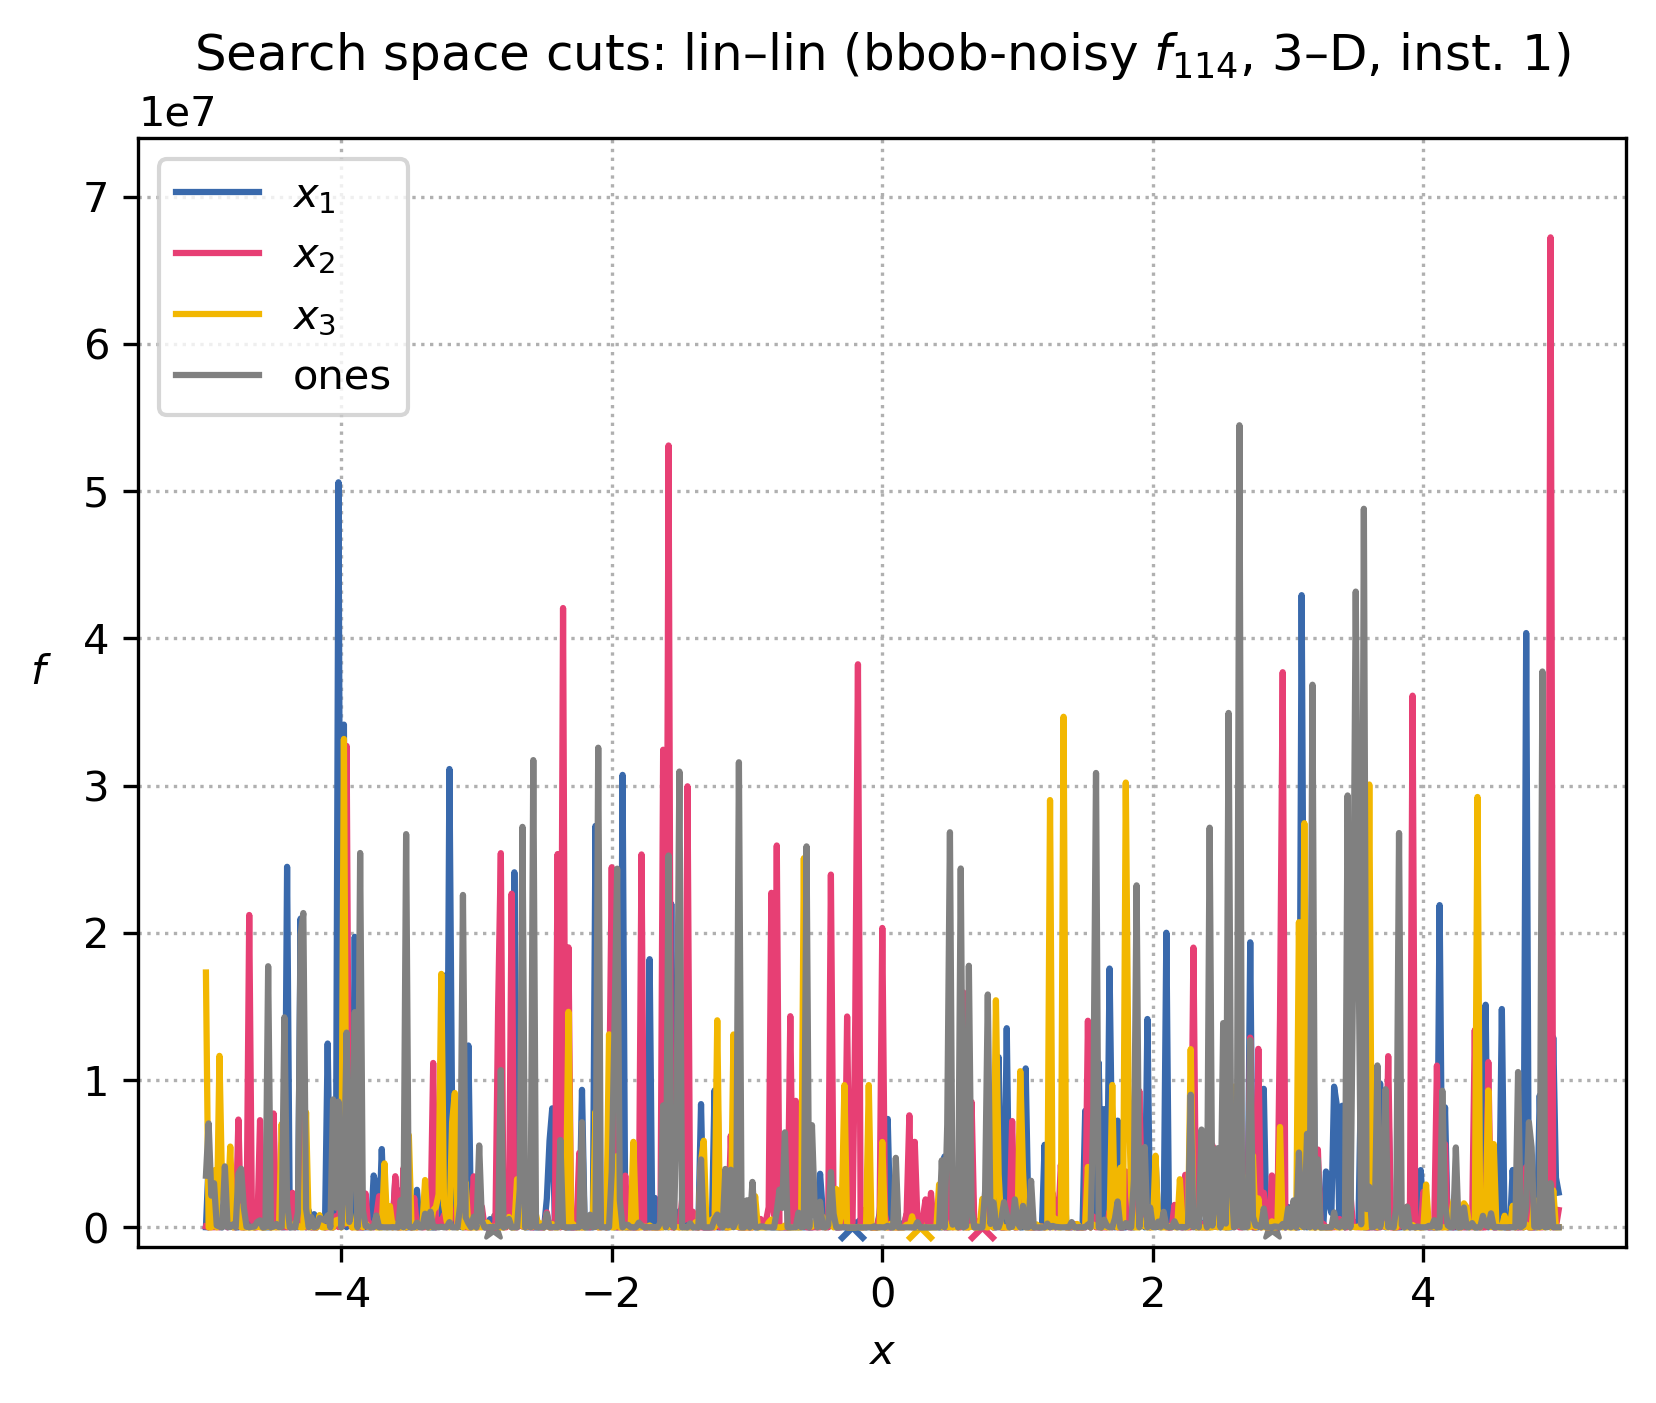 Search space cuts: lin–lin (bbob-noisy f₁₁₄, 3–D, inst. 1)
1e7
7
6
5
4
3
2
1
0
f
x₁
x₂
x₃
ones
−4 −2 0 2 4
x